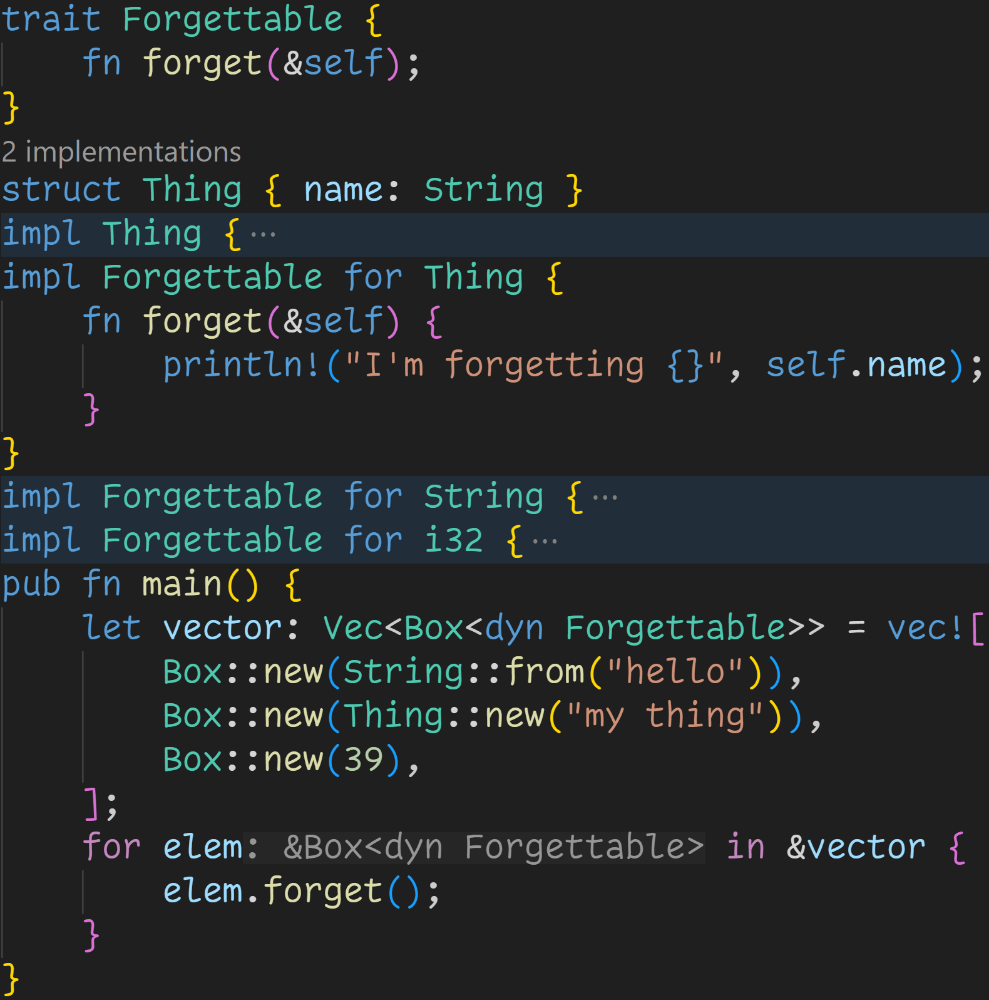 trait Forgettable {
    fn forget(&self);
}
2 implementations
struct Thing { name: String }
impl Thing {···
impl Forgettable for Thing {
    fn forget(&self) {
        println!("I'm forgetting {}", self.name);
    }
}
impl Forgettable for String {···
impl Forgettable for i32 {···
pub fn main() {
    let vector: Vec<Box<dyn Forgettable>> = vec![
        Box::new(String::from("hello")),
        Box::new(Thing::new("my thing")),
        Box::new(39),
    ];
    for elem: &Box<dyn Forgettable> in &vector {
        elem.forget();
    }
}